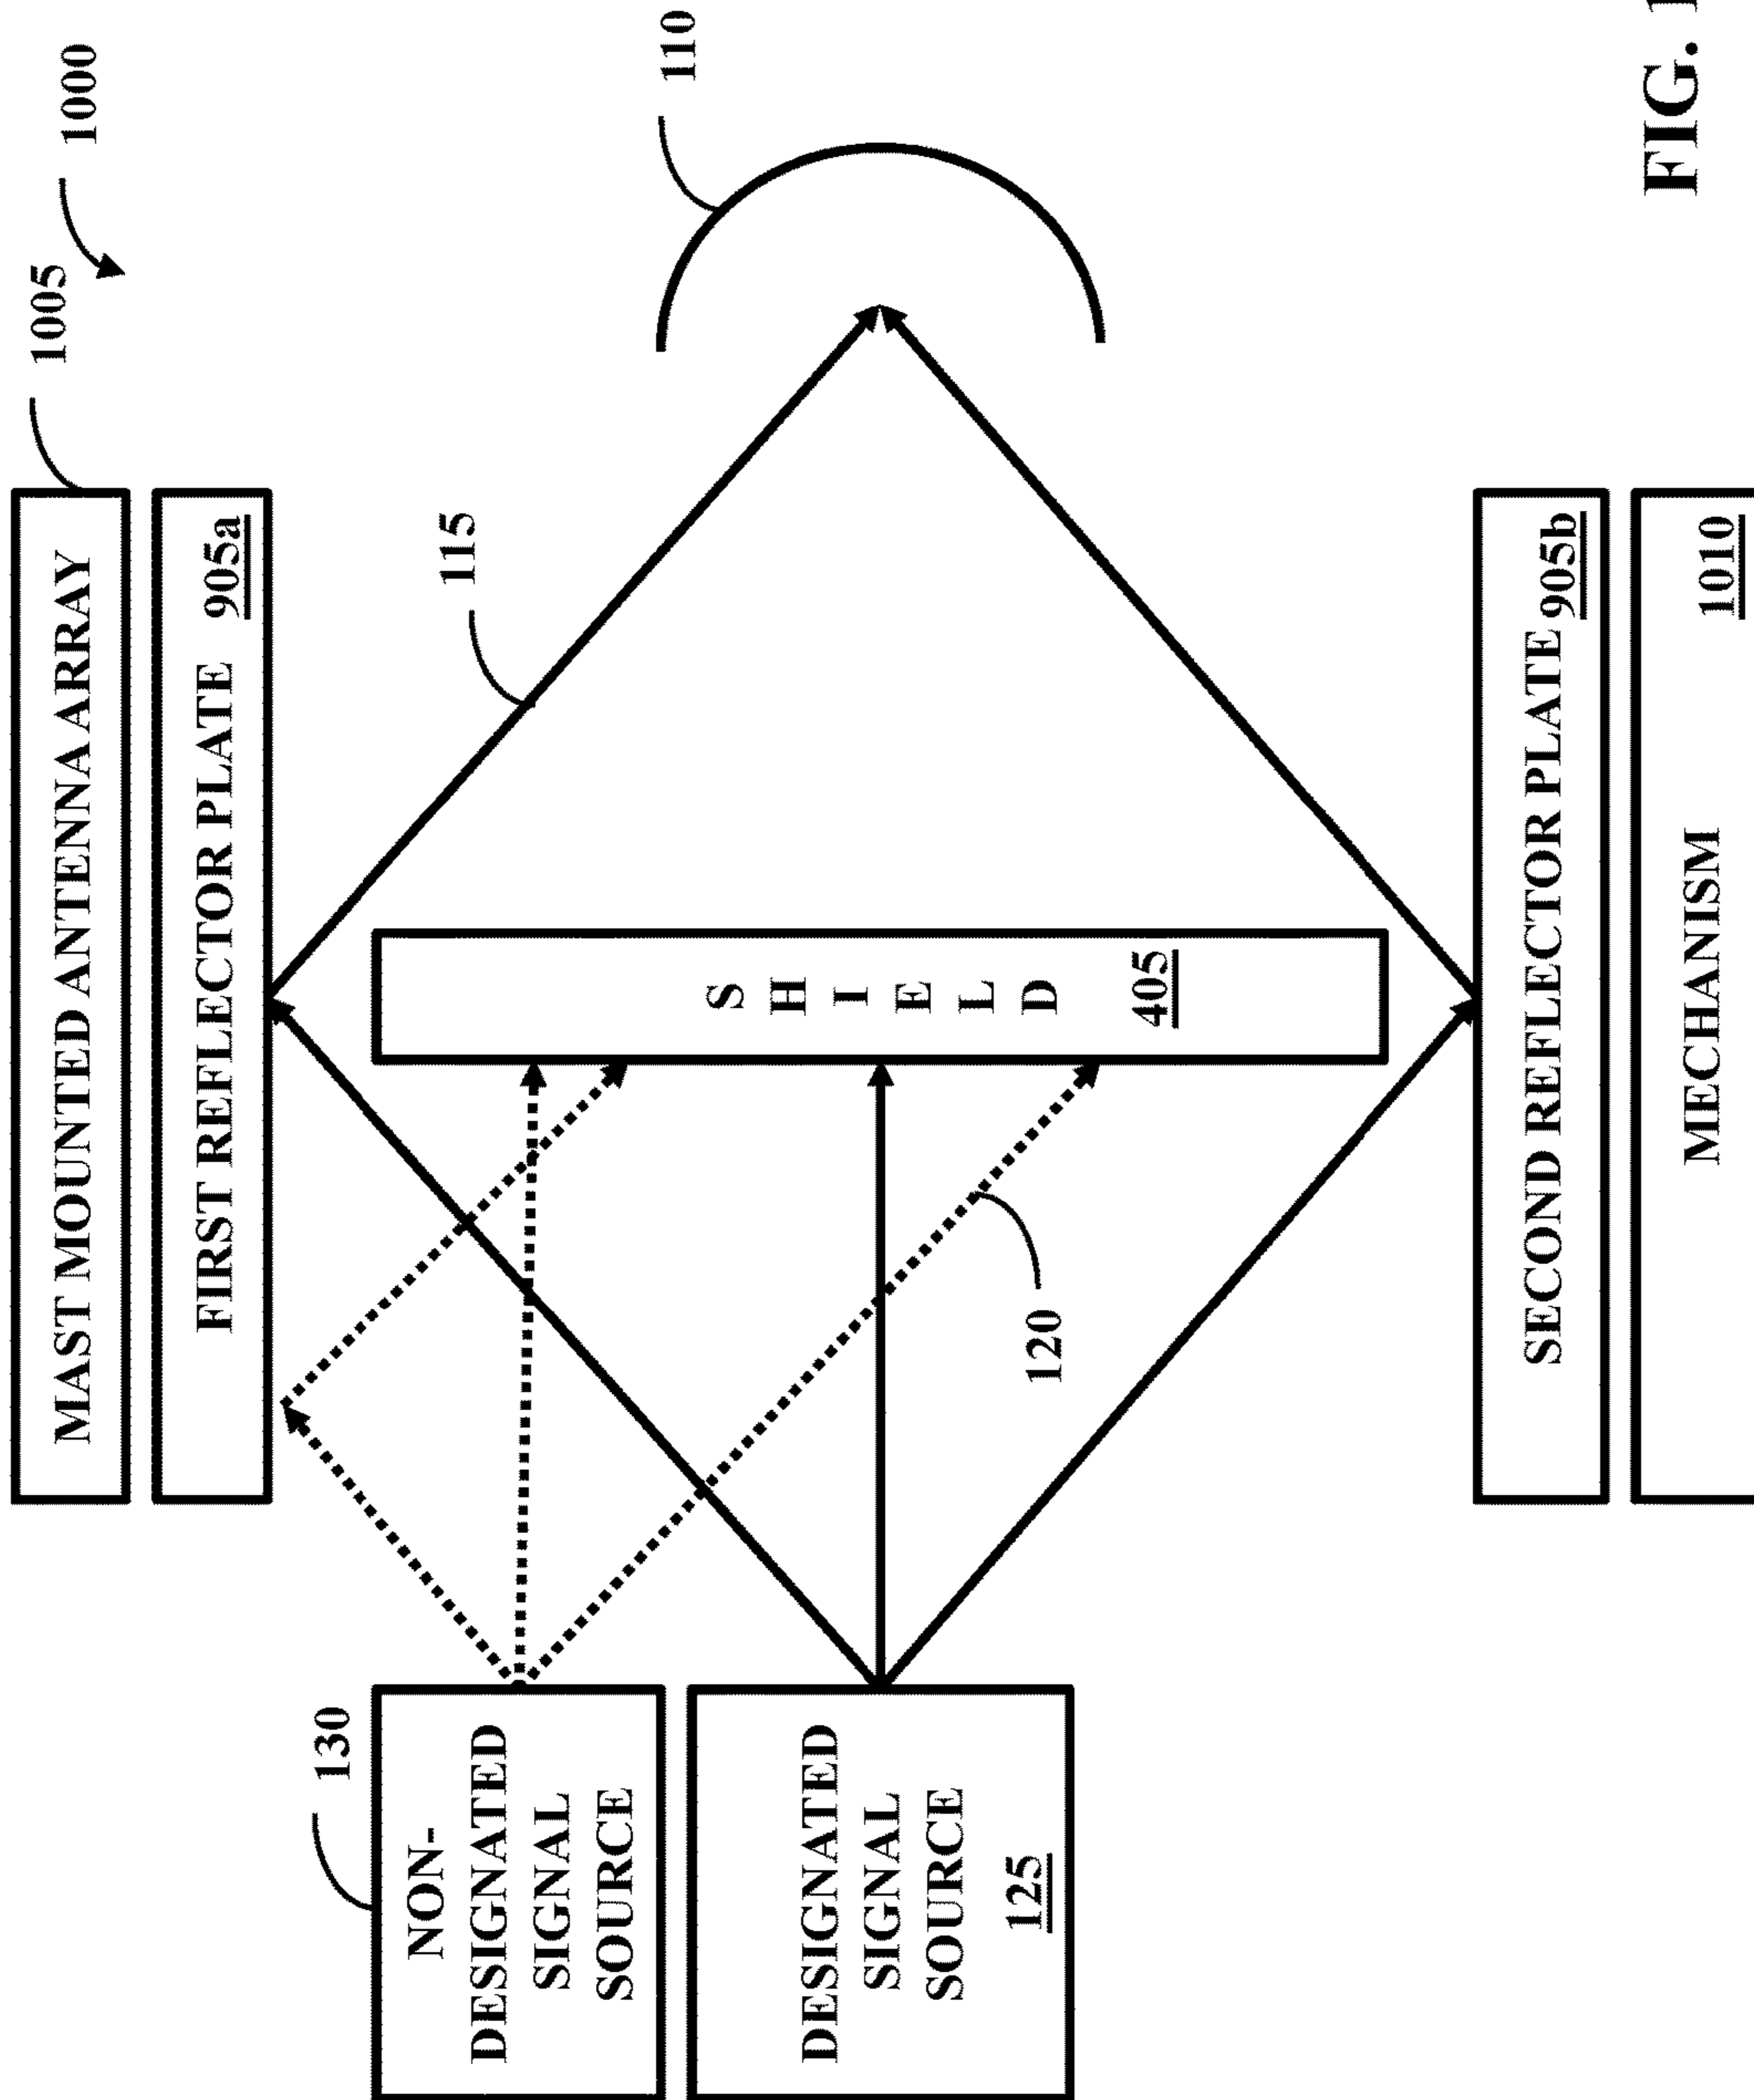 1000
1005
MAST MOUNTED ANTENNA ARRAY
FIRST REFLECTOR PLATE 905a
115
110
130
NON-
DESIGNATED
SIGNAL
SOURCE
DESIGNATED
SIGNAL
SOURCE
125
S
H
I
E
L
D
405
120
SECOND REFLECTOR PLATE 905b
MECHANISM 1010
FIG. 1